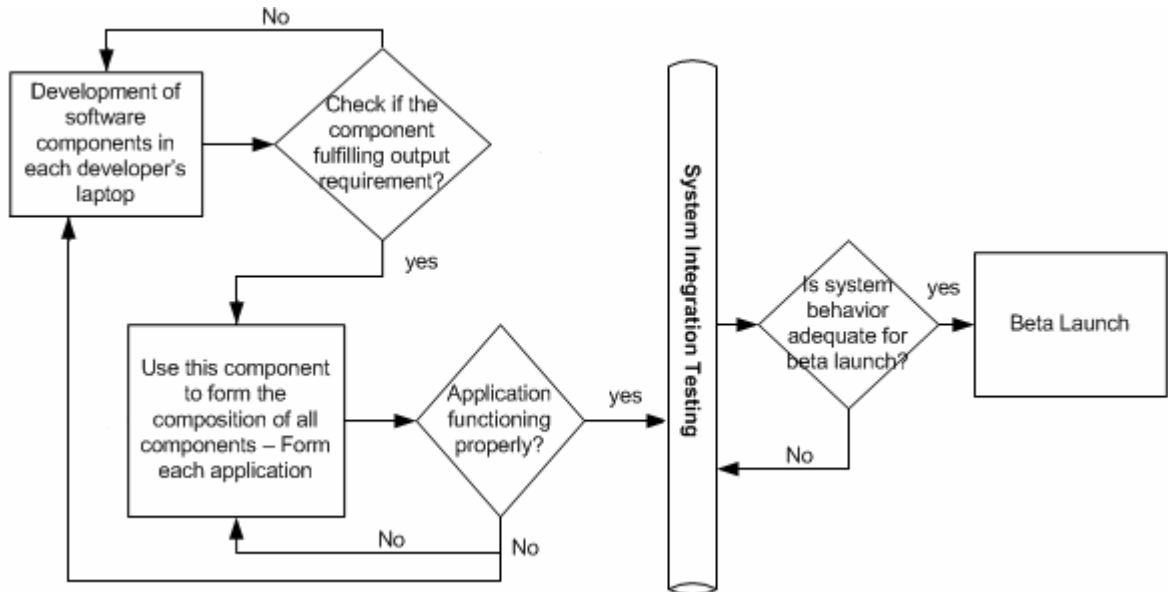 No
Development of
software
components in
each developer's
laptop
Check if the
component
fulfilling output
requirement?
yes
Use this component
to form the
composition of all
components – Form
each application
Application
functioning
properly?
yes
No
No
System Integration Testing
Is system
behavior
adequate for
beta launch?
yes
No
Beta Launch